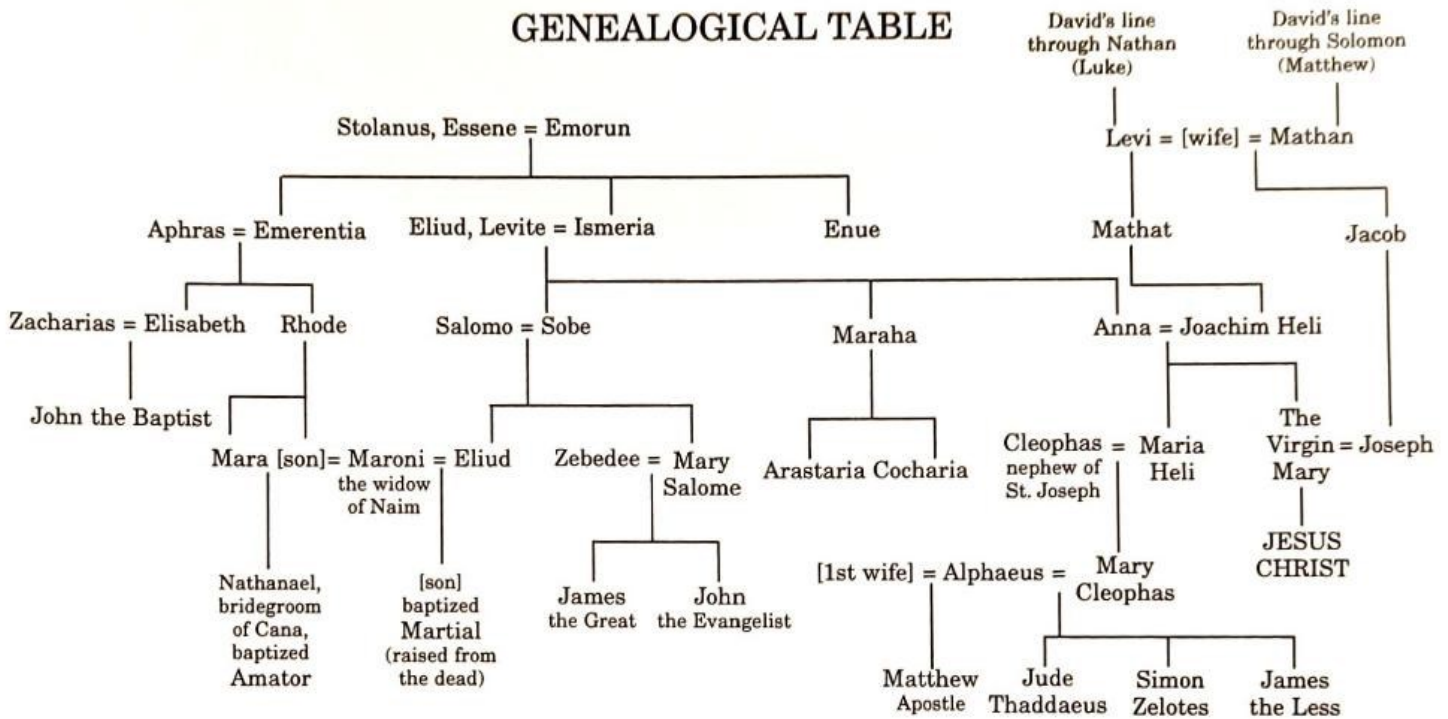 GENEALOGICAL TABLE
David's line
through Nathan
(Luke)
David's line
through Solomon
(Matthew)
Stolanus, Essene = Emorun
Levi = [wife] = Mathan
Aphras = Emerentia
Eliud, Levite = Ismeria
Enue
Mathat
Jacob
Zacharias = Elisabeth
Rhode
Salomo = Sobe
Maraha
Anna = Joachim Heli
John the Baptist
Mara [son]= Maroni = Eliud
the widow
of Naim
Zebedee = Mary
Salome
Arastaria Cocharia
Cleophas = Maria
nephew of Heli
St. Joseph
The
Virgin = Joseph
Mary
JESUS
CHRIST
Nathanael,
bridegroom
of Cana,
baptized
Amator
[son]
baptized
Martial
(raised from
the dead)
James
the Great
John
the Evangelist
[1st wife] = Alphaeus = Mary
Cleophas
Matthew
Apostle
Jude
Thaddaeus
Simon
Zelotes
James
the Less